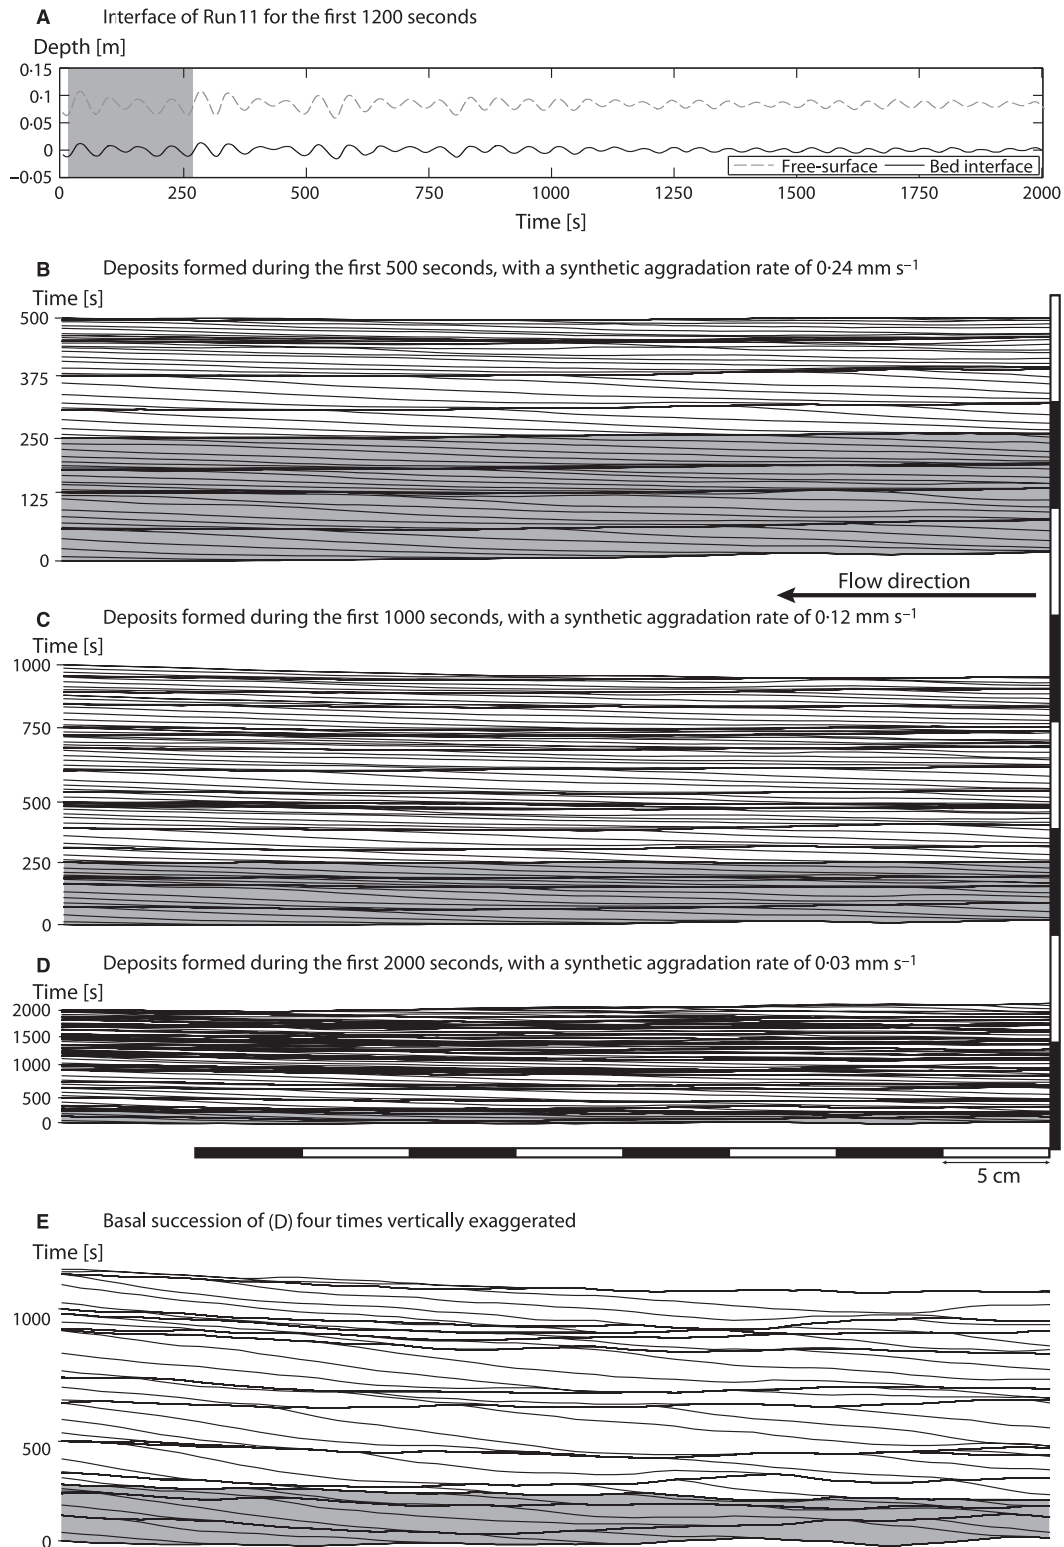 A Interface of Run 11 for the first 1200 seconds
Depth [m]
0·15
0·1
0·05
0
−0·05
Free-surface Bed interface
0 250 500 750 1000 1250 1500 1750 2000
Time [s]
B Deposits formed during the first 500 seconds, with a synthetic aggradation rate of 0·24 mm s⁻¹
Time [s]
500
375
250
125
0
Flow direction
C Deposits formed during the first 1000 seconds, with a synthetic aggradation rate of 0·12 mm s⁻¹
Time [s]
1000
750
500
250
0
D Deposits formed during the first 2000 seconds, with a synthetic aggradation rate of 0·03 mm s⁻¹
Time [s]
2000
1500
1000
500
0
5 cm
E Basal succession of (D) four times vertically exaggerated
Time [s]
1000
500
0